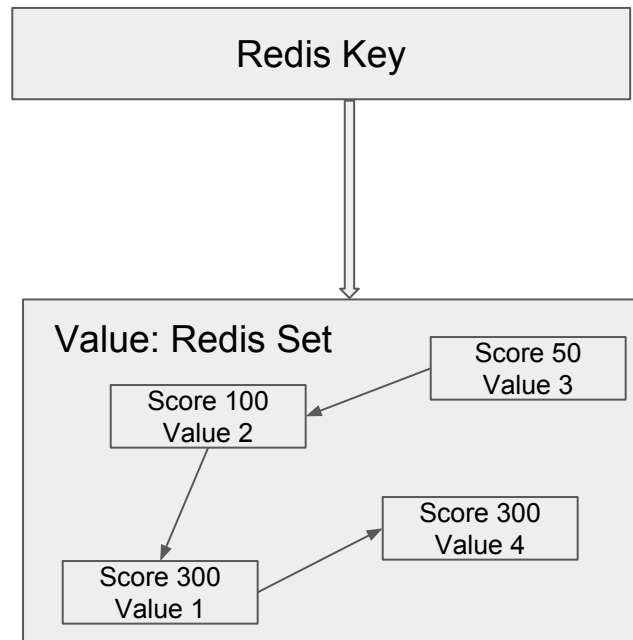 Redis Key
Value: Redis Set
Score 50
Value 3
Score 100
Value 2
Score 300
Value 4
Score 300
Value 1